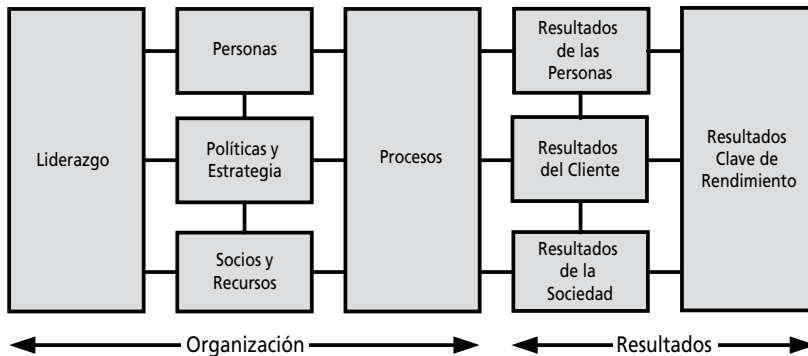 Liderazgo
Personas
Políticas y
Estrategia
Socios y
Recursos
Procesos
Resultados
de las
Personas
Resultados
del Cliente
Resultados
de la
Sociedad
Resultados
Clave de
Rendimiento
Organización
Resultados